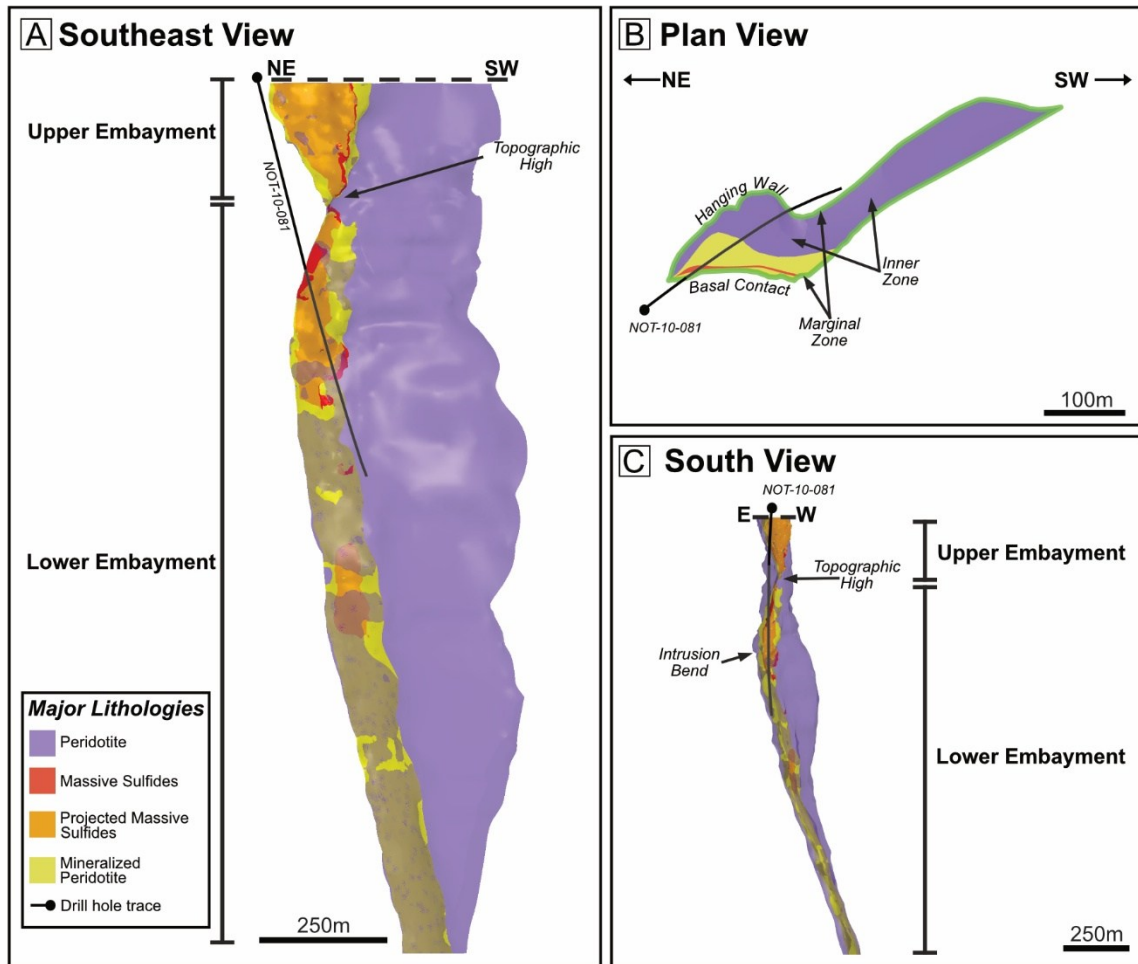 A Southeast View
NE
SW
Upper Embayment
NOT-10-081
Topographic
High
Lower Embayment
Major Lithologies
Peridotite
Massive Sulfides
Projected Massive
Sulfides
Mineralized
Peridotite
Drill hole trace
250m
B Plan View
NE
SW
Hanging Wall
Basal Contact
NOT-10-081
Inner
Zone
Marginal
Zone
100m
C South View
NOT-10-081
E
W
Upper Embayment
Topographic
High
Intrusion
Bend
Lower Embayment
250m